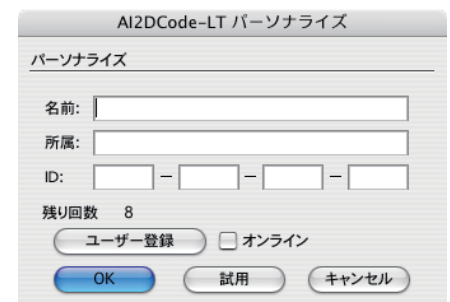 AI2DCode-LT パーソナライズ
パーソナライズ
名前:
所属:
ID: - - -
残り回数 8
ユーザー登録 オンライン
OK 試用 キャンセル